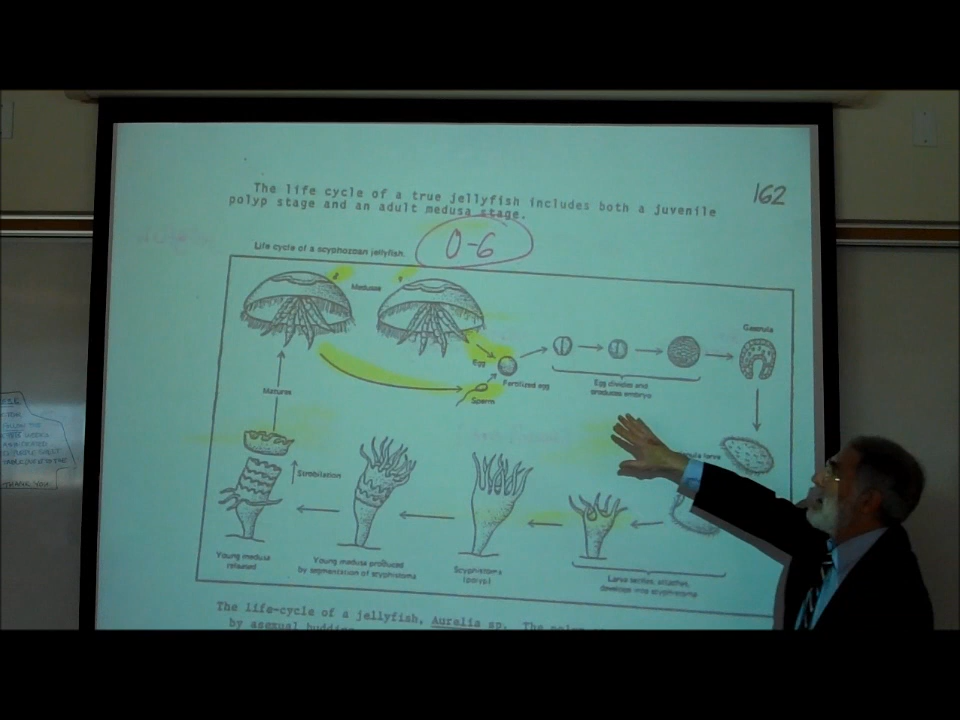 The life cycle of a true jellyfish includes both a juvenile
polyp stage and an adult medusa stage.
162
0-6
Life cycle of a scyphozoan jellyfish.
♂ Medusae ♀
Gastrula
Egg
Fertilized egg
Sperm
Egg divides and
produces embryo
Matures
larva
Strobilation
Young medusa
released
Young medusa produced
by segmentation of scyphistoma
Scyphistoma
(polyp)
Larva settles, attaches,
develops into scyphistoma
The life-cycle of a jellyfish, Aurelia sp. The
by asexual budding
THANK YOU